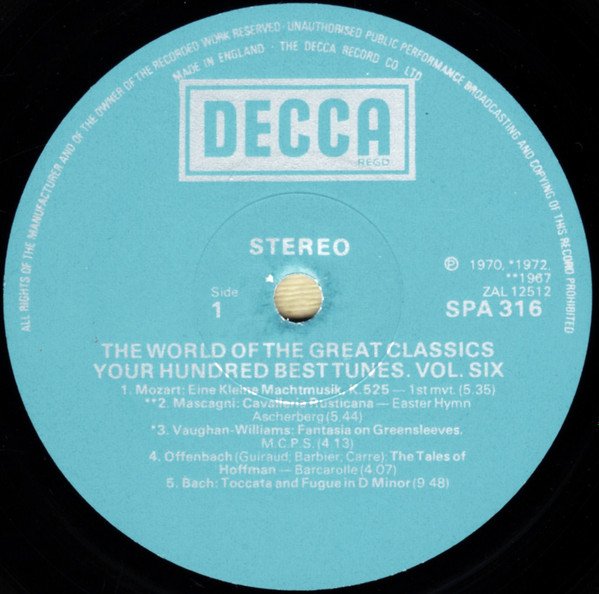 ALL RIGHTS OF THE MANUFACTURER AND OF THE OWNER OF THE RECORDED WORK RESERVED · UNAUTHORISED PUBLIC PERFORMANCE BROADCASTING AND COPYING OF THIS RECORD PROHIBITED
MADE IN ENGLAND · THE DECCA RECORD CO. LTD.
DECCA
REGD.
STEREO
Ⓟ 1970, *1972,
**1967
Side
1
ZAL 12512
SPA 316
THE WORLD OF THE GREAT CLASSICS
YOUR HUNDRED BEST TUNES. VOL. SIX
1. Mozart: Eine Kleine Machtmusik, K.525 — 1st mvt. (5.35)
**2. Mascagni: Cavalleria Rusticana — Easter Hymn
Ascherberg (5.44)
*3. Vaughan-Williams: Fantasia on Greensleeves.
M.C.P.S. (4.13)
4. Offenbach (Guiraud; Barbier; Carre): The Tales of
Hoffman — Barcarolle (4.07)
5. Bach: Toccata and Fugue in D Minor (9.48)